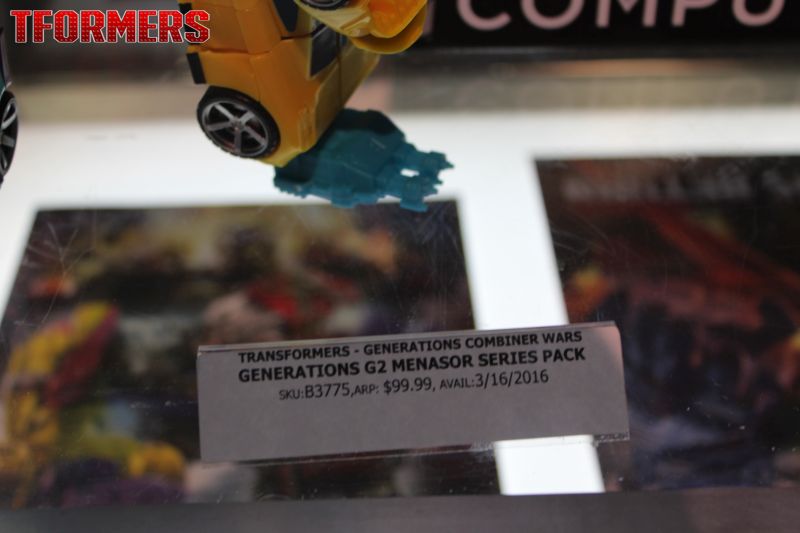 TFORMERS
COMPU
TRANSFORMERS - GENERATIONS COMBINER WARS
GENERATIONS G2 MENASOR SERIES PACK
SKU:B3775,ARP: $99.99, AVAIL:3/16/2016